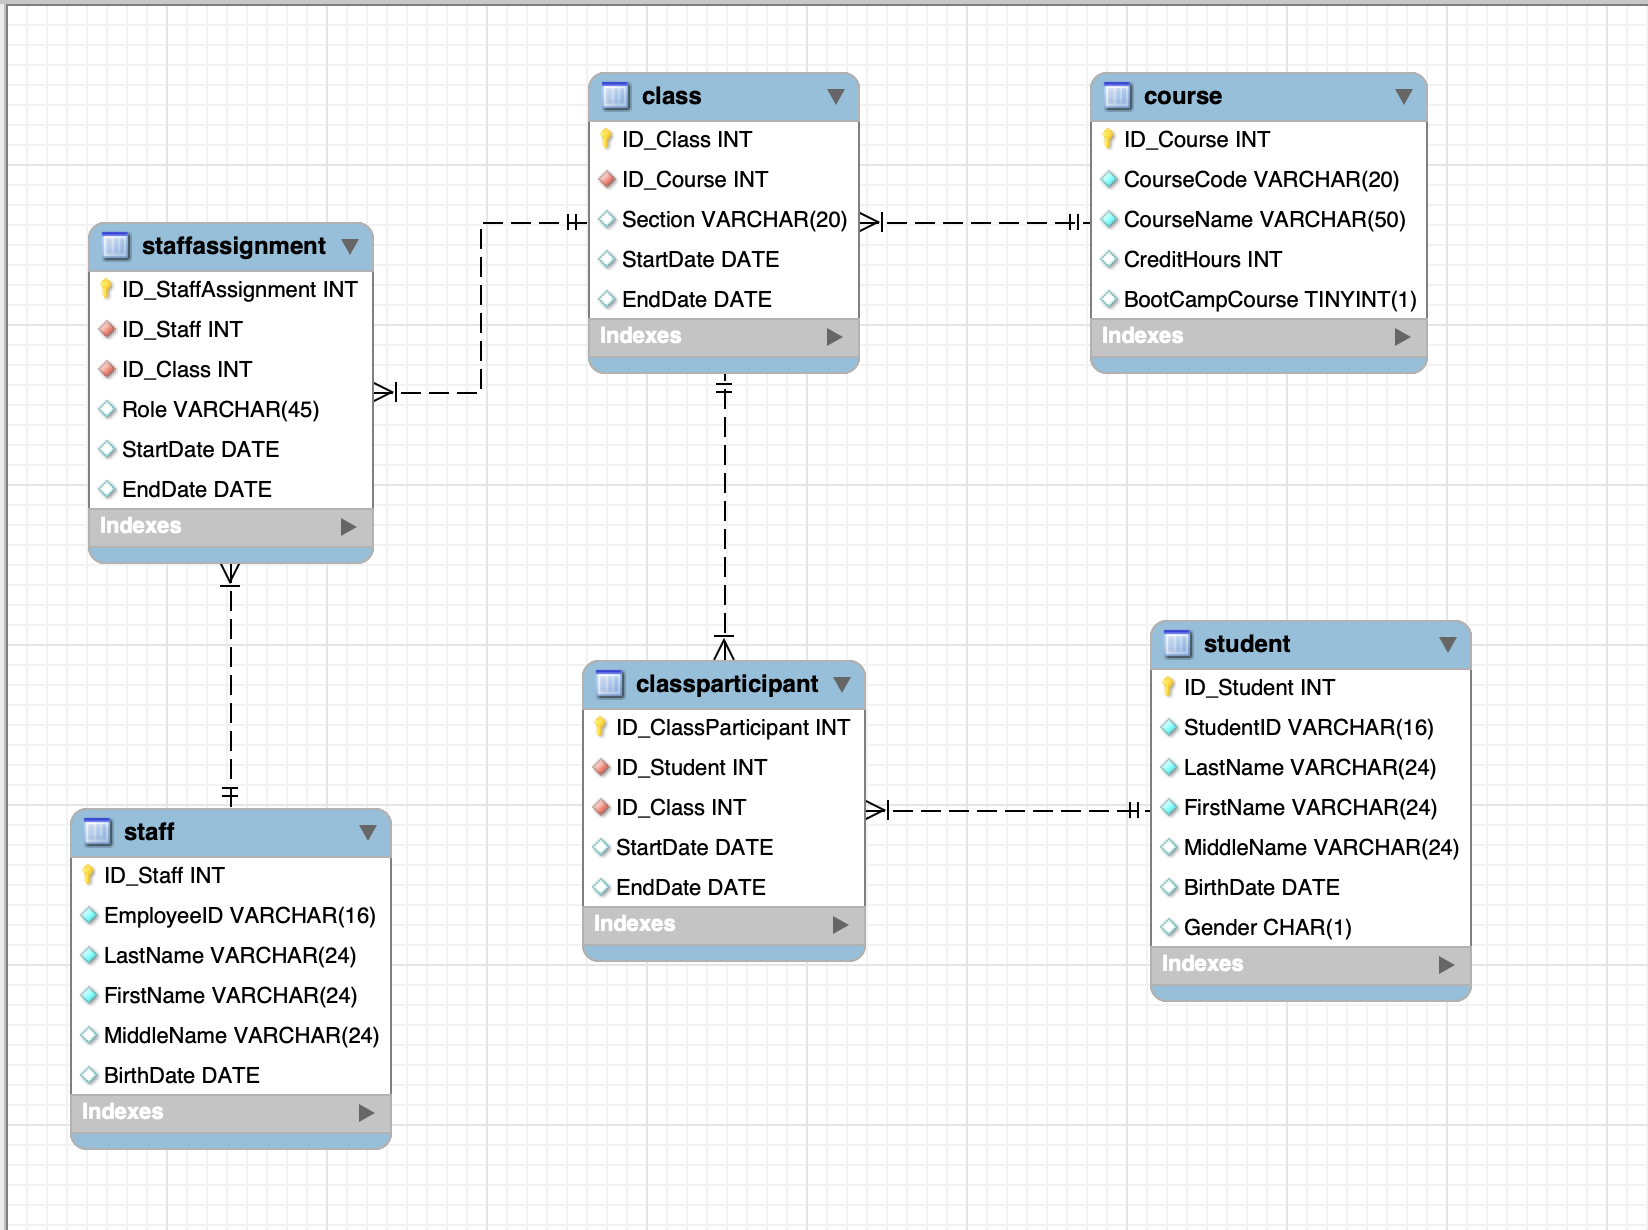 class
ID_Class INT
ID_Course INT
Section VARCHAR(20)
StartDate DATE
EndDate DATE
Indexes
course
ID_Course INT
CourseCode VARCHAR(20)
CourseName VARCHAR(50)
CreditHours INT
BootCampCourse TINYINT(1)
Indexes
staffassignment
ID_StaffAssignment INT
ID_Staff INT
ID_Class INT
Role VARCHAR(45)
StartDate DATE
EndDate DATE
Indexes
classparticipant
ID_ClassParticipant INT
ID_Student INT
ID_Class INT
StartDate DATE
EndDate DATE
Indexes
student
ID_Student INT
StudentID VARCHAR(16)
LastName VARCHAR(24)
FirstName VARCHAR(24)
MiddleName VARCHAR(24)
BirthDate DATE
Gender CHAR(1)
Indexes
staff
ID_Staff INT
EmployeeID VARCHAR(16)
LastName VARCHAR(24)
FirstName VARCHAR(24)
MiddleName VARCHAR(24)
BirthDate DATE
Indexes